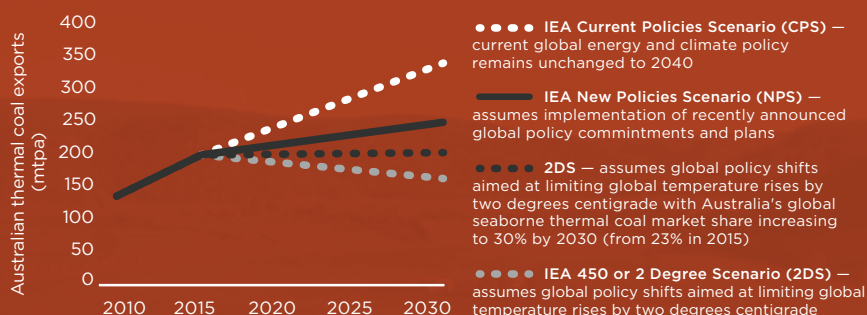 Australian thermal coal exports
(mtpa)
400
350
300
250
200
150
100
50
0
2010 2015 2020 2025 2030
IEA Current Policies Scenario (CPS) —
current global energy and climate policy
remains unchanged to 2040
IEA New Policies Scenario (NPS) —
assumes implementation of recently announced
global policy commintments and plans
2DS — assumes global policy shifts
aimed at limiting global temperature rises by
two degrees centigrade with Australia's global
seaborne thermal coal market share increasing
to 30% by 2030 (from 23% in 2015)
IEA 450 or 2 Degree Scenario (2DS) —
assumes global policy shifts aimed at limiting global
temperature rises by two degrees centigrade